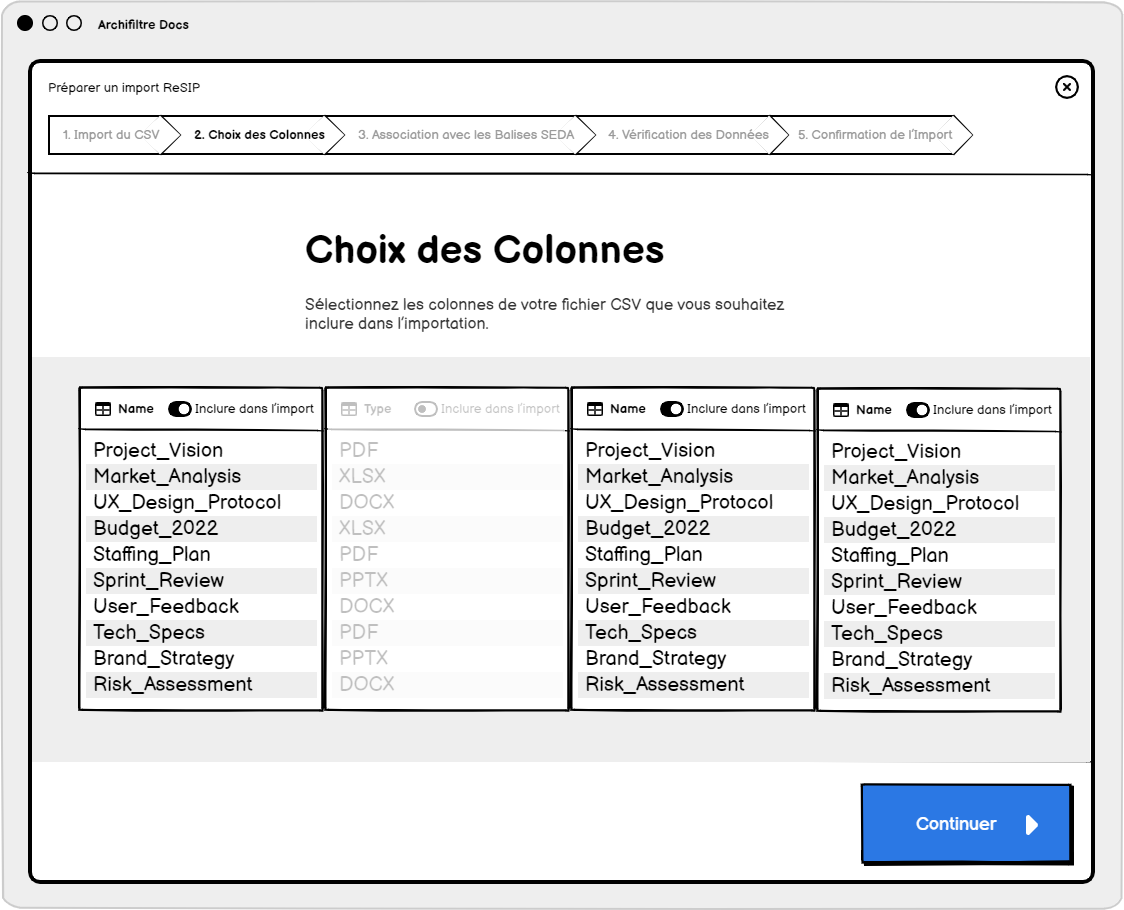 Archifiltre Docs
Préparer un import ReSIP
1. Import du CSV
2. Choix des Colonnes
3. Association avec les Balises SEDA
4. Vérification des Données
5. Confirmation de l'Import
Choix des Colonnes
Sélectionnez les colonnes de votre fichier CSV que vous souhaitez
inclure dans l'importation.
Name Inclure dans l'import
Project_Vision
Market_Analysis
UX_Design_Protocol
Budget_2022
Staffing_Plan
Sprint_Review
User_Feedback
Tech_Specs
Brand_Strategy
Risk_Assessment
Type Inclure dans l'import
PDF
XLSX
DOCX
XLSX
PDF
PPTX
DOCX
PDF
PPTX
DOCX
Name Inclure dans l'import
Project_Vision
Market_Analysis
UX_Design_Protocol
Budget_2022
Staffing_Plan
Sprint_Review
User_Feedback
Tech_Specs
Brand_Strategy
Risk_Assessment
Name Inclure dans l'import
Project_Vision
Market_Analysis
UX_Design_Protocol
Budget_2022
Staffing_Plan
Sprint_Review
User_Feedback
Tech_Specs
Brand_Strategy
Risk_Assessment
Continuer